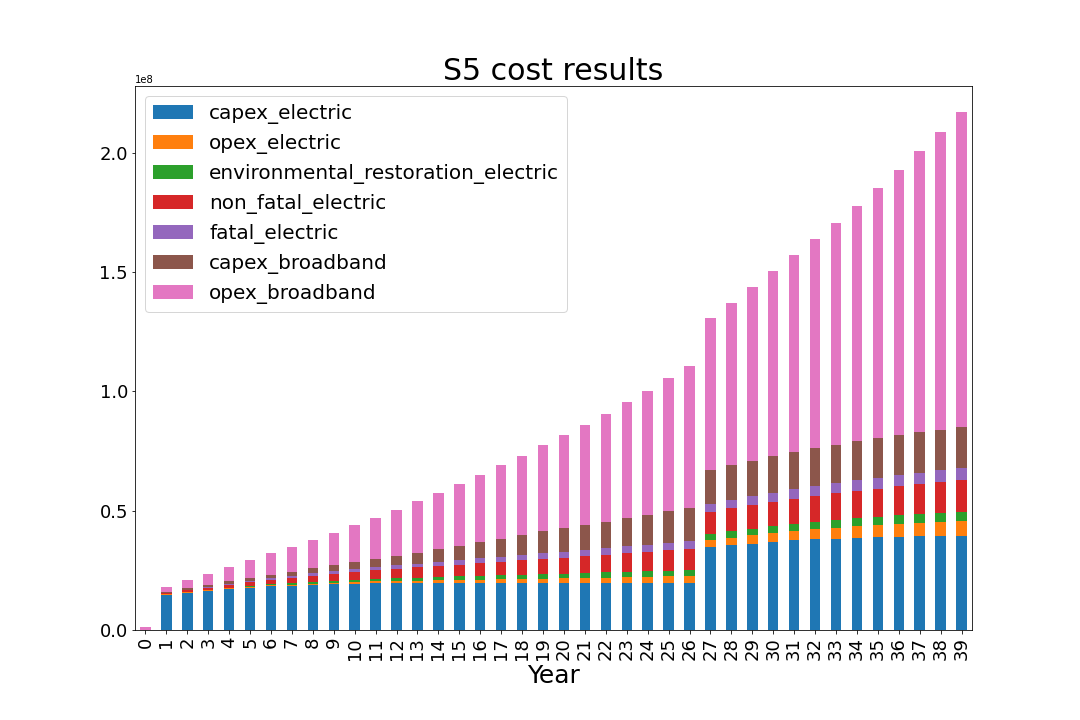 S5 cost results
1e8
capex_electric
opex_electric
environmental_restoration_electric
non_fatal_electric
fatal_electric
capex_broadband
opex_broadband
2.0
1.5
1.0
0.5
0.0
0 1 2 3 4 5 6 7 8 9 10 11 12 13 14 15 16 17 18 19 20 21 22 23 24 25 26 27 28 29 30 31 32 33 34 35 36 37 38 39
Year